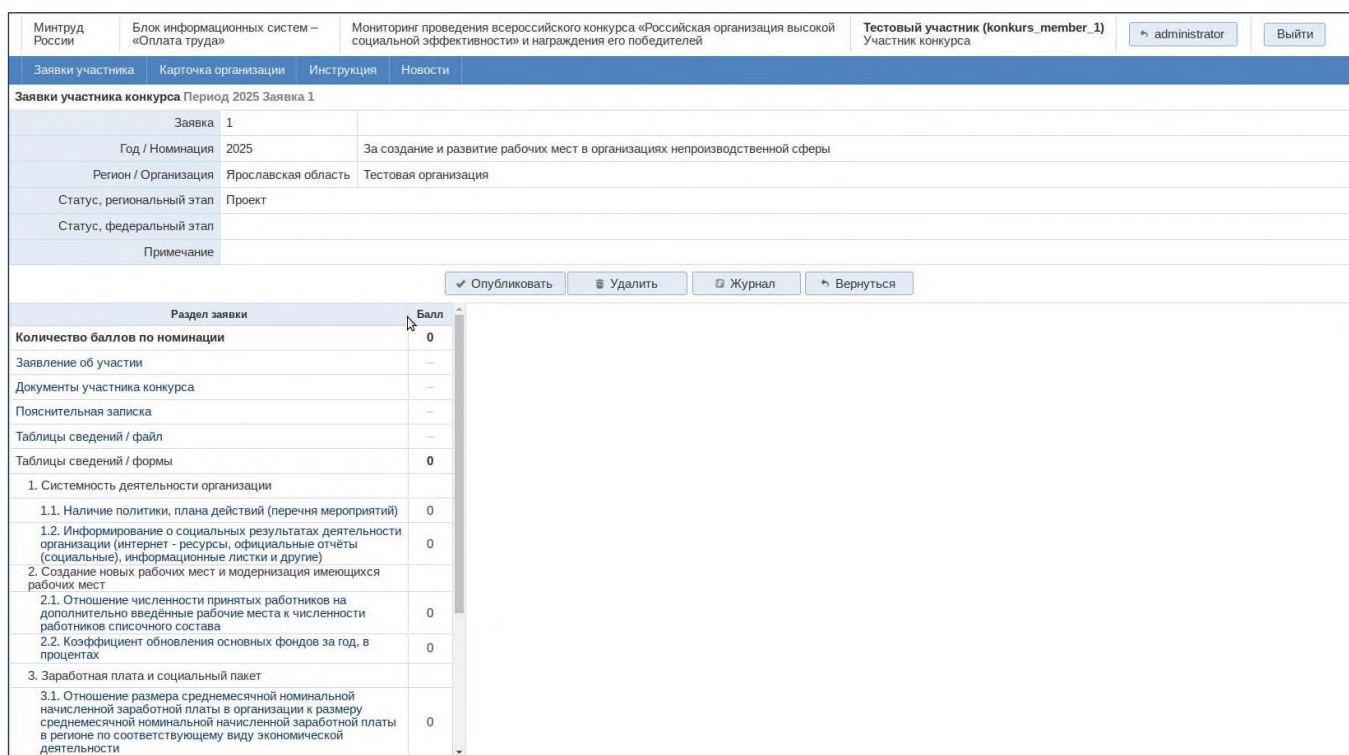 Минтруд России
Блок информационных систем –
«Оплата труда»
Мониторинг проведения всероссийского конкурса «Российская организация высокой
социальной эффективности» и награждения его победителей
Тестовый участник (konkurs_member_1)
Участник конкурса
administrator
Выйти
Заявки участника Карточка организации Инструкция Новости
Заявки участника конкурса Период 2025 Заявка 1
Заявка 1
Год / Номинация 2025 За создание и развитие рабочих мест в организациях непроизводственной сферы
Регион / Организация Ярославская область Тестовая организация
Статус, региональный этап Проект
Статус, федеральный этап
Примечание
Опубликовать Удалить Журнал Вернуться
Раздел заявки Балл
Количество баллов по номинации 0
Заявление об участии –
Документы участника конкурса –
Пояснительная записка –
Таблицы сведений / файл –
Таблицы сведений / формы 0
1. Системность деятельности организации
1.1. Наличие политики, плана действий (перечня мероприятий) 0
1.2. Информирование о социальных результатах деятельности
организации (интернет - ресурсы, официальные отчёты 0
(социальные), информационные листки и другие)
2. Создание новых рабочих мест и модернизация имеющихся
рабочих мест
2.1. Отношение численности принятых работников на
дополнительно введённые рабочие места к численности 0
работников списочного состава
2.2. Коэффициент обновления основных фондов за год, в
процентах 0
3. Заработная плата и социальный пакет
3.1. Отношение размера среднемесячной номинальной
начисленной заработной платы в организации к размеру
среднемесячной номинальной начисленной заработной платы 0
в регионе по соответствующему виду экономической
деятельности